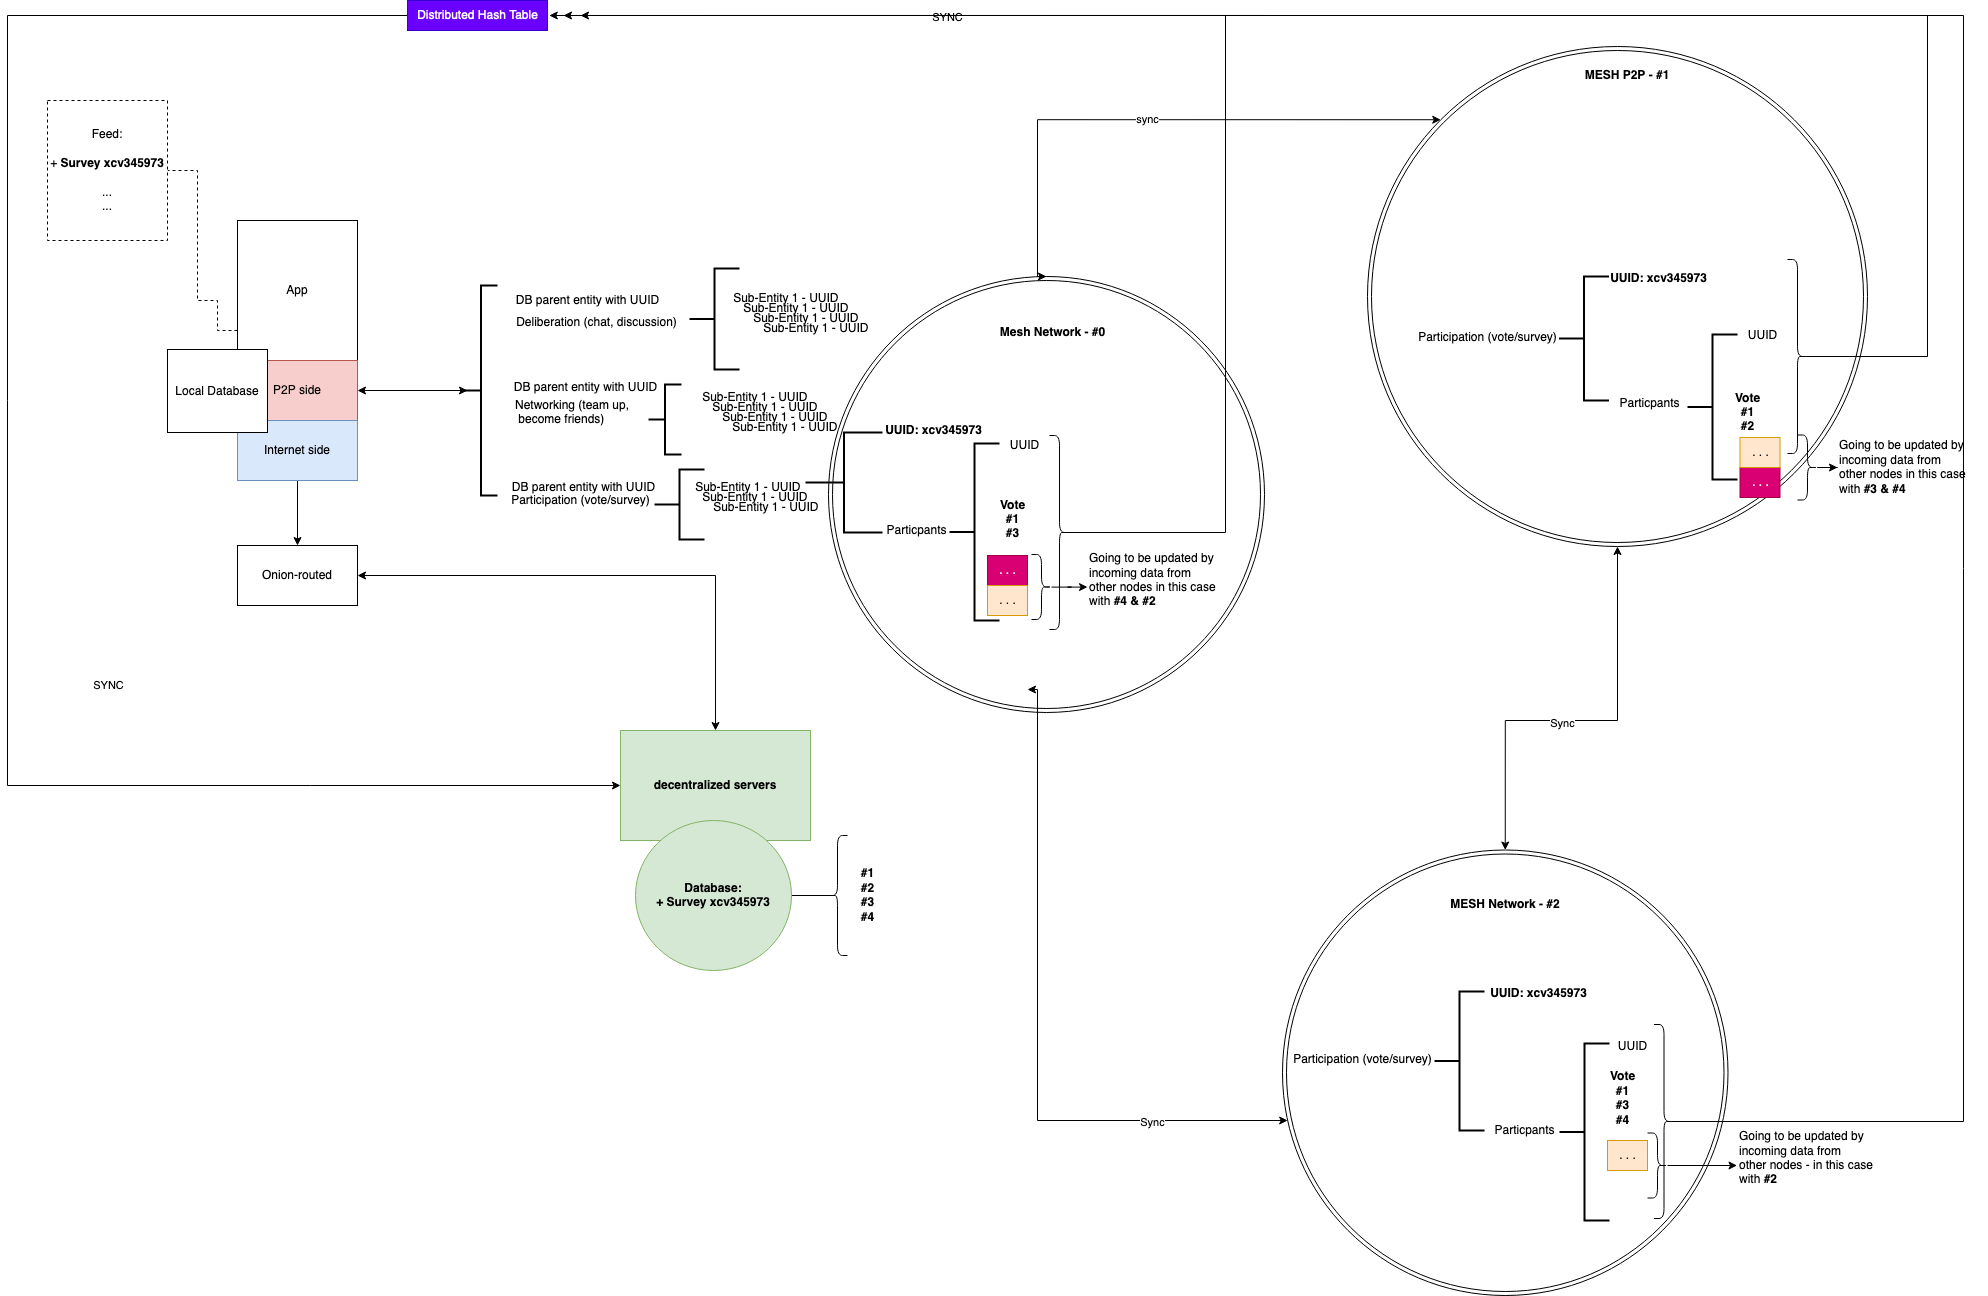 Distributed Hash Table
SYNC
MESH P2P - #1
sync
Feed:
+ Survey xcv345973
...
...
App
Local Database
P2P side
Internet side
Onion-routed
SYNC
DB parent entity with UUID
Deliberation (chat, discussion)
Sub-Entity 1 - UUID
Sub-Entity 1 - UUID
Sub-Entity 1 - UUID
Sub-Entity 1 - UUID
DB parent entity with UUID
Networking (team up,
become friends)
Sub-Entity 1 - UUID
Sub-Entity 1 - UUID
Sub-Entity 1 - UUID
Sub-Entity 1 - UUID
DB parent entity with UUID
Participation (vote/survey)
Sub-Entity 1 - UUID
Sub-Entity 1 - UUID
Sub-Entity 1 - UUID
Mesh Network - #0
UUID: xcv345973
UUID
Particpants
Vote
#1
#3
. . .
. . .
Going to be updated by
incoming data from
other nodes in this case
with #4 & #2
UUID: xcv345973
Participation (vote/survey)
UUID
Particpants
Vote
#1
#2
. . .
. . .
Going to be updated by
incoming data from
other nodes in this case
with #3 & #4
Sync
decentralized servers
Database:
+ Survey xcv345973
#1
#2
#3
#4
Sync
MESH Network - #2
UUID: xcv345973
Participation (vote/survey)
UUID
Particpants
Vote
#1
#3
#4
. . .
Going to be updated by
incoming data from
other nodes - in this case
with #2